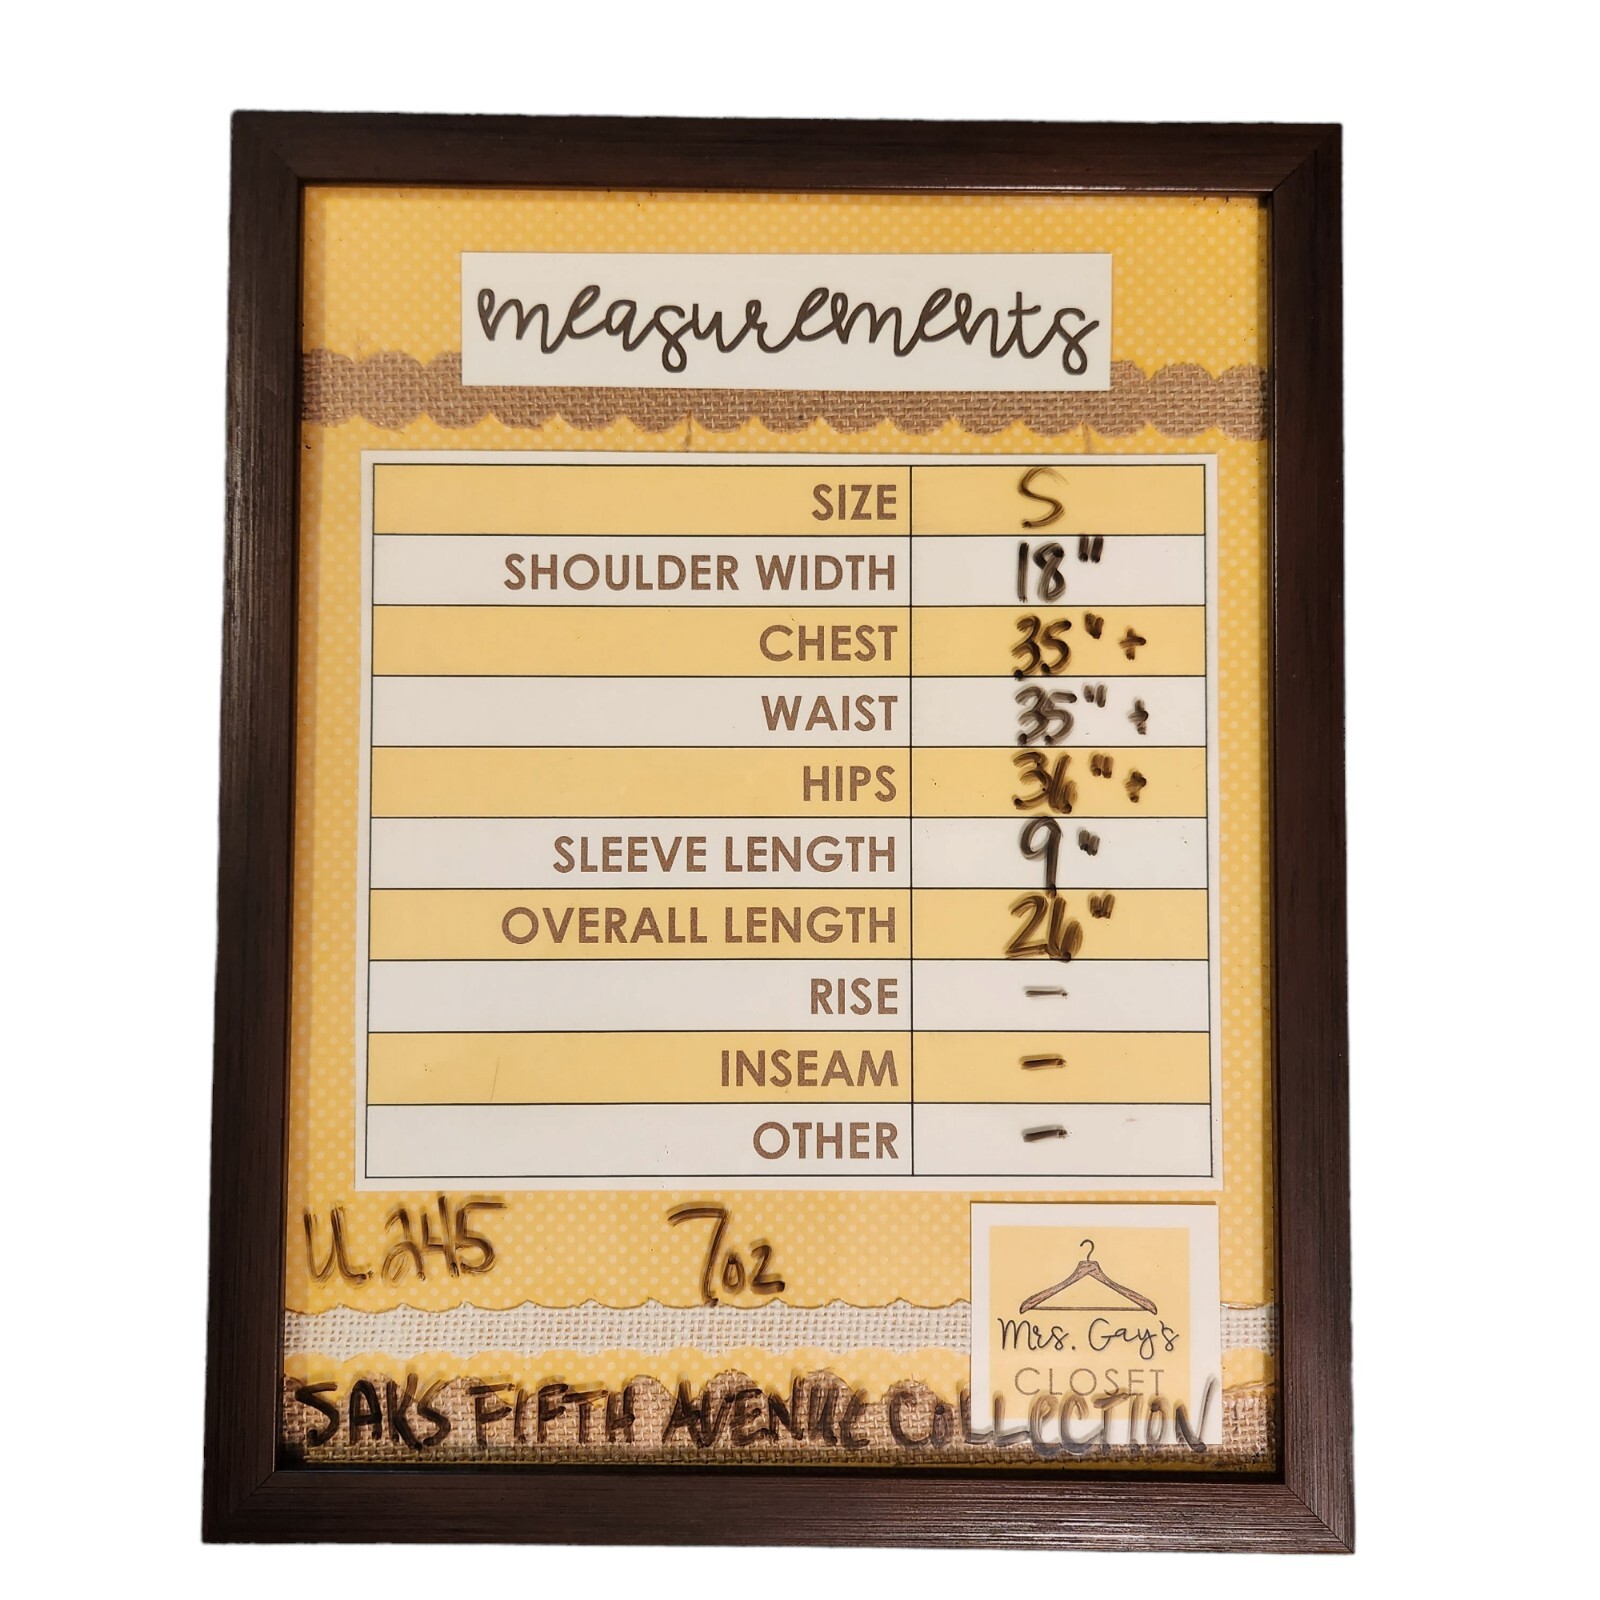 measurements
SIZE S
SHOULDER WIDTH 18"
CHEST 35" +
WAIST 35" +
HIPS 36" +
SLEEVE LENGTH 9"
OVERALL LENGTH 26"
RISE -
INSEAM -
OTHER -
U.245 7oz
Mrs. Gay's
CLOSET
SAKS FIFTH AVENUE COLLECTION